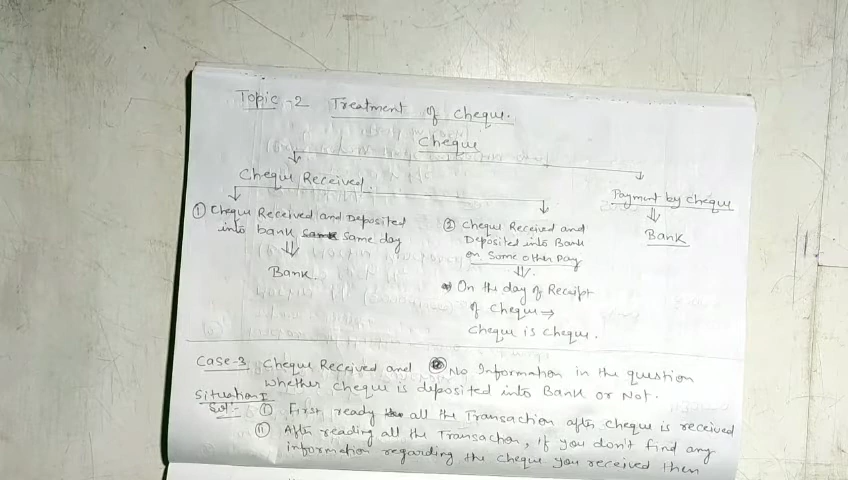 Topic - 2 Treatment of cheque.
Cheque
Cheque Received.
Payment by cheque
Bank
① Cheque Received and Deposited
into bank same day
Bank.
② Cheque Received and
Deposited into Bank
on Some other Day
On the day of Receipt
of cheque →
cheque is cheque.
Case-3 Cheque Received and No Information in the question
whether cheque is deposited into Bank or Not.
Situation I
Sol:- ① First ready all the Transaction after cheque is received
⑪ After reading all the Transaction, if you don't find any
information regarding the cheque you received then